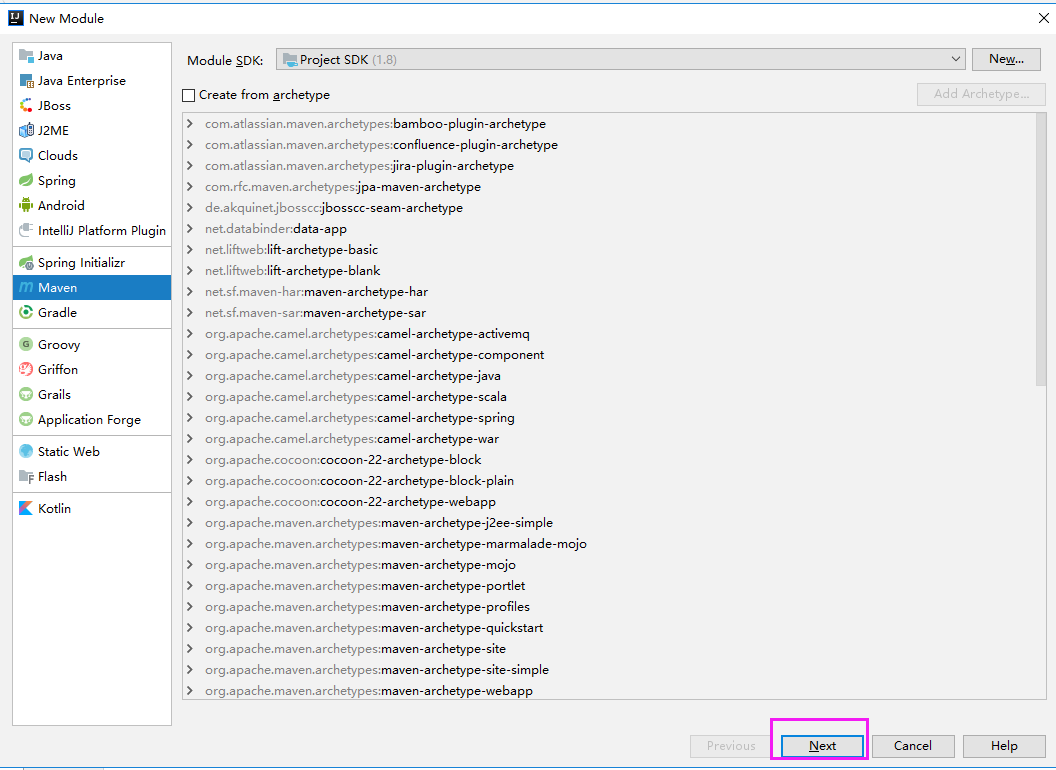 New Module
Java
Java Enterprise
JBoss
J2ME
Clouds
Spring
Android
IntelliJ Platform Plugin
Spring Initializr
Maven
Gradle
Groovy
Griffon
Grails
Application Forge
Static Web
Flash
Kotlin
Module SDK: Project SDK (1.8) New...
Create from archetype Add Archetype...
com.atlassian.maven.archetypes:bamboo-plugin-archetype
com.atlassian.maven.archetypes:confluence-plugin-archetype
com.atlassian.maven.archetypes:jira-plugin-archetype
com.rfc.maven.archetypes:jpa-maven-archetype
de.akquinet.jbosscc:jbosscc-seam-archetype
net.databinder:data-app
net.liftweb:lift-archetype-basic
net.liftweb:lift-archetype-blank
net.sf.maven-har:maven-archetype-har
net.sf.maven-sar:maven-archetype-sar
org.apache.camel.archetypes:camel-archetype-activemq
org.apache.camel.archetypes:camel-archetype-component
org.apache.camel.archetypes:camel-archetype-java
org.apache.camel.archetypes:camel-archetype-scala
org.apache.camel.archetypes:camel-archetype-spring
org.apache.camel.archetypes:camel-archetype-war
org.apache.cocoon:cocoon-22-archetype-block
org.apache.cocoon:cocoon-22-archetype-block-plain
org.apache.cocoon:cocoon-22-archetype-webapp
org.apache.maven.archetypes:maven-archetype-j2ee-simple
org.apache.maven.archetypes:maven-archetype-marmalade-mojo
org.apache.maven.archetypes:maven-archetype-mojo
org.apache.maven.archetypes:maven-archetype-portlet
org.apache.maven.archetypes:maven-archetype-profiles
org.apache.maven.archetypes:maven-archetype-quickstart
org.apache.maven.archetypes:maven-archetype-site
org.apache.maven.archetypes:maven-archetype-site-simple
org.apache.maven.archetypes:maven-archetype-webapp
Previous Next Cancel Help